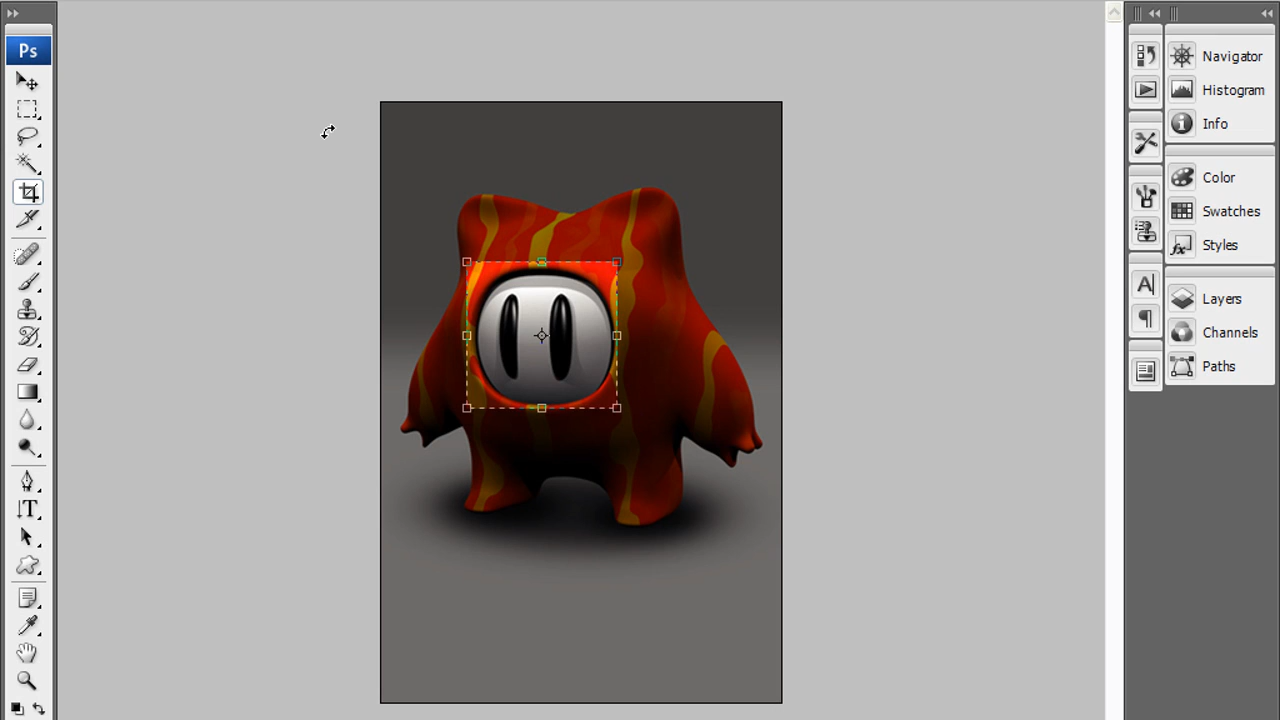 Ps
Navigator
Histogram
Info
Color
Swatches
Styles
A
Layers
Channels
Paths
T